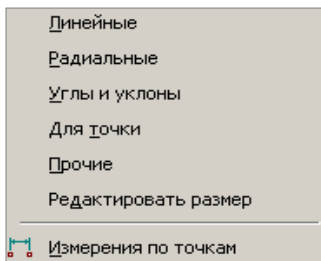 Линейные
Радиальные
Углы и уклоны
Для точки
Прочие
Редактировать размер
Измерения по точкам